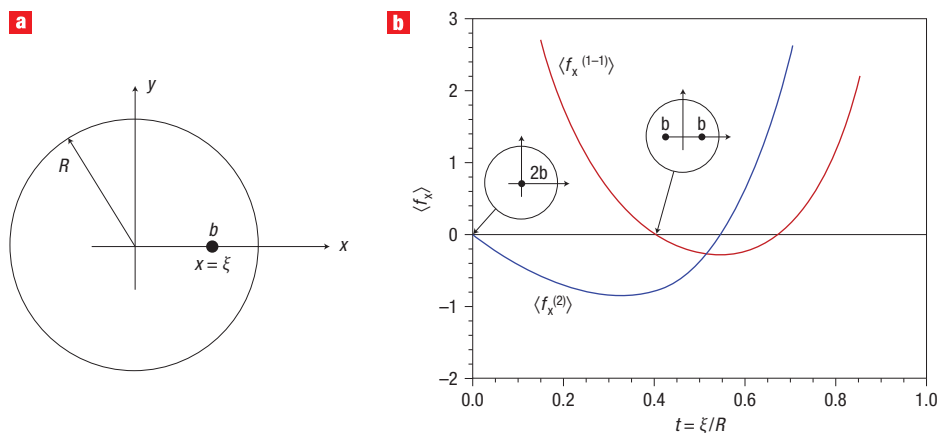 a
y
R
b
x
x = ξ
b
3
2
1
0
−1
−2
⟨fₓ⟩
⟨fₓ⁽¹⁻¹⁾⟩
b b
2b
⟨fₓ⁽²⁾⟩
0 0.2 0.4 0.6 0.8 1.0
t = ξ/R